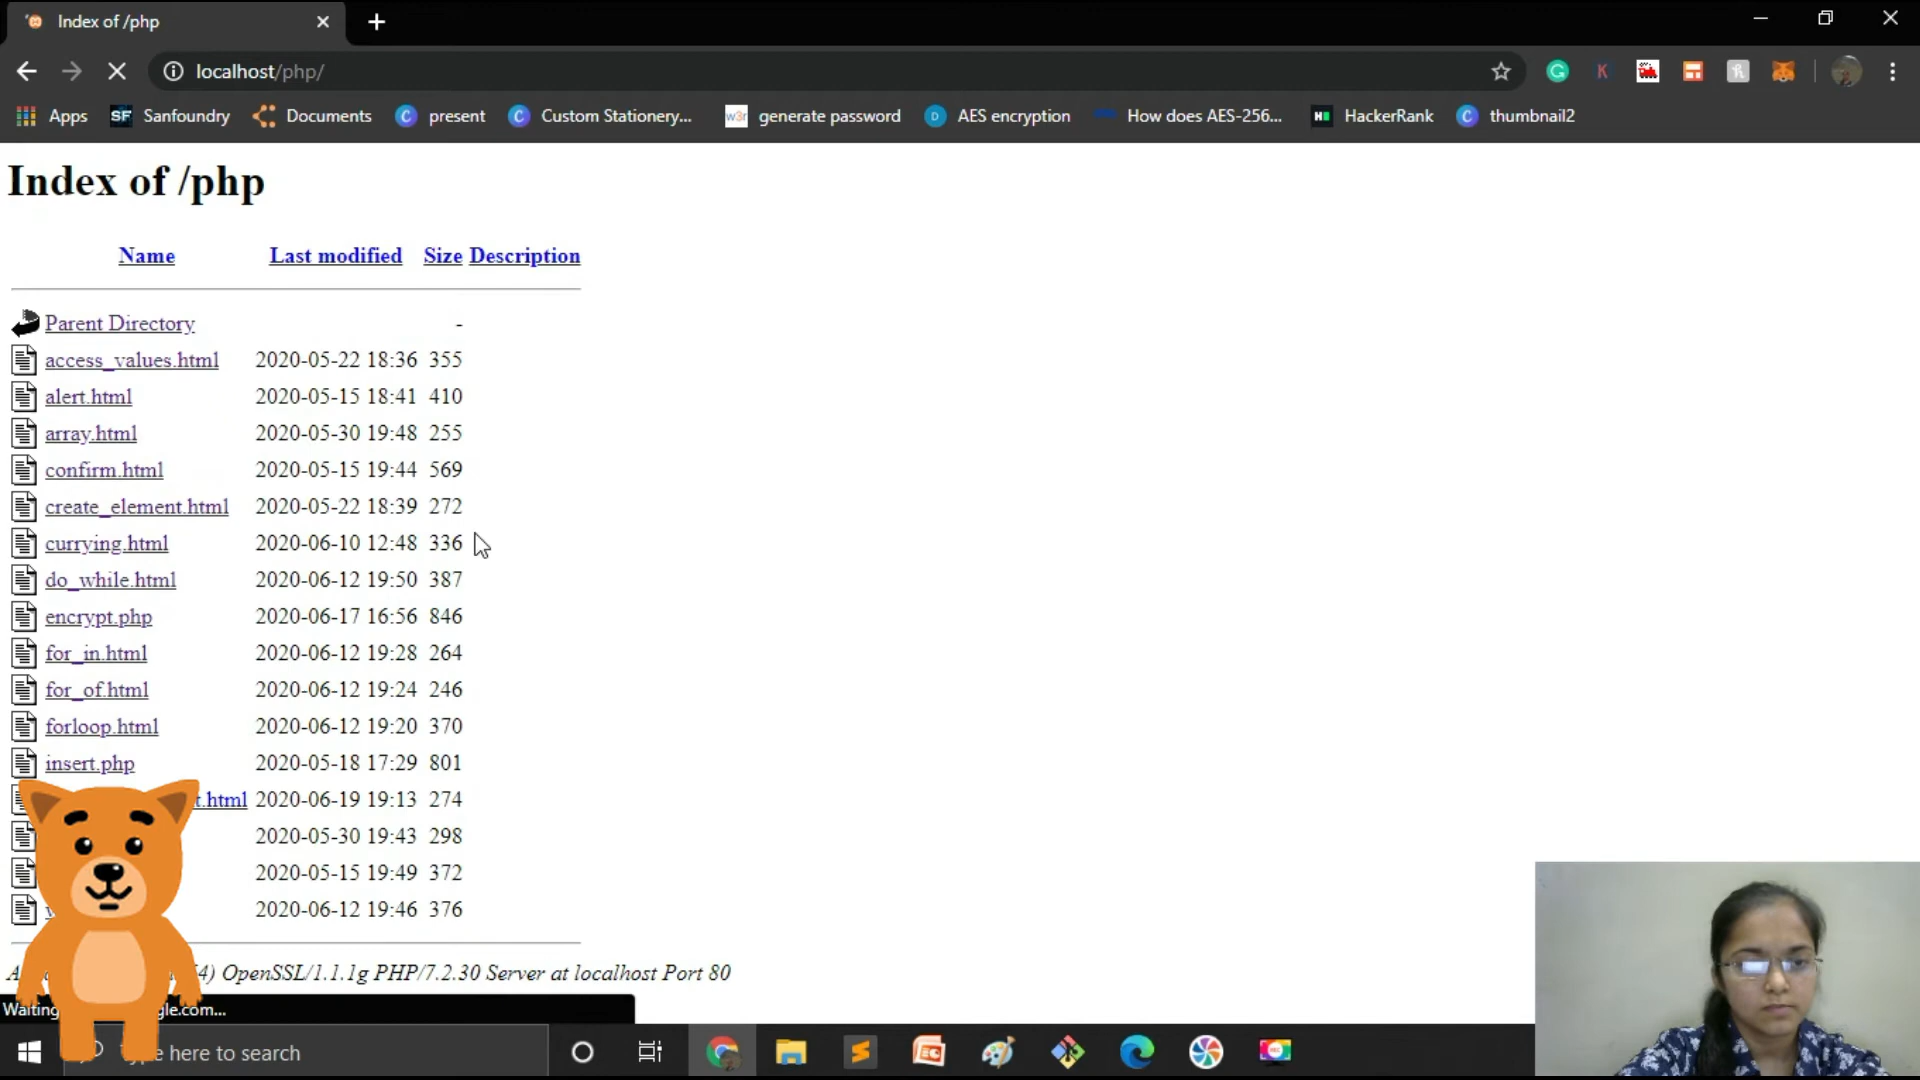 Index of /php
localhost/php/
Apps Sanfoundry Documents present Custom Stationery... generate password AES encryption How does AES-256... HackerRank thumbnail2
Index of /php
Name Last modified Size Description
Parent Directory -
access_values.html 2020-05-22 18:36 355
alert.html 2020-05-15 18:41 410
array.html 2020-05-30 19:48 255
confirm.html 2020-05-15 19:44 569
create_element.html 2020-05-22 18:39 272
currying.html 2020-06-10 12:48 336
do_while.html 2020-06-12 19:50 387
encrypt.php 2020-06-17 16:56 846
for_in.html 2020-06-12 19:28 264
for_of.html 2020-06-12 19:24 246
forloop.html 2020-06-12 19:20 370
insert.php 2020-05-18 17:29 801
t.html 2020-06-19 19:13 274
2020-05-30 19:43 298
2020-05-15 19:49 372
2020-06-12 19:46 376
4) OpenSSL/1.1.1g PHP/7.2.30 Server at localhost Port 80
Waiting gle.com...
here to search